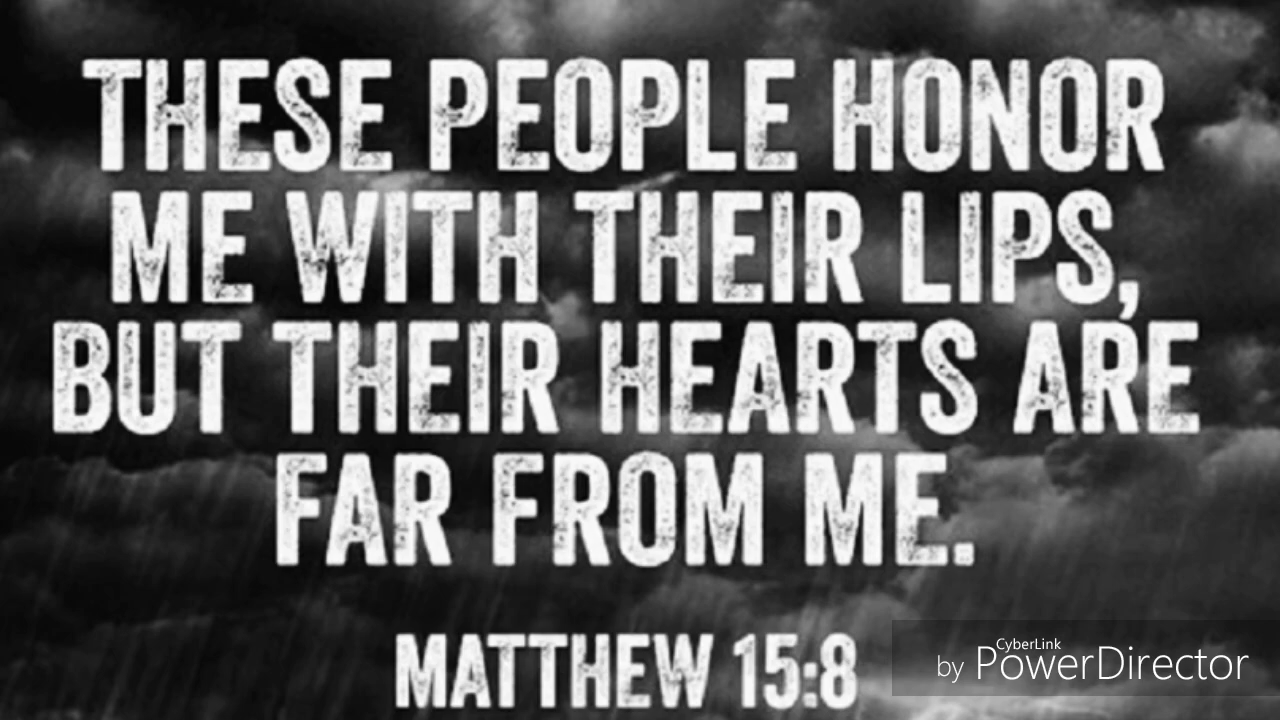 THESE PEOPLE HONOR
ME WITH THEIR LIPS,
BUT THEIR HEARTS ARE
FAR FROM ME.
MATTHEW 15:8
CyberLink
by PowerDirector